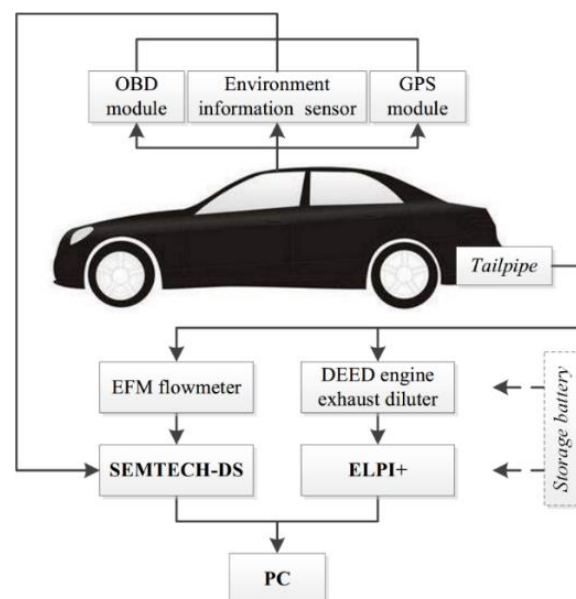 OBD
module
Environment
information sensor
GPS
module
Tailpipe
EFM flowmeter
DEED engine
exhaust diluter
Storage battery
SEMTECH-DS
ELPI+
PC